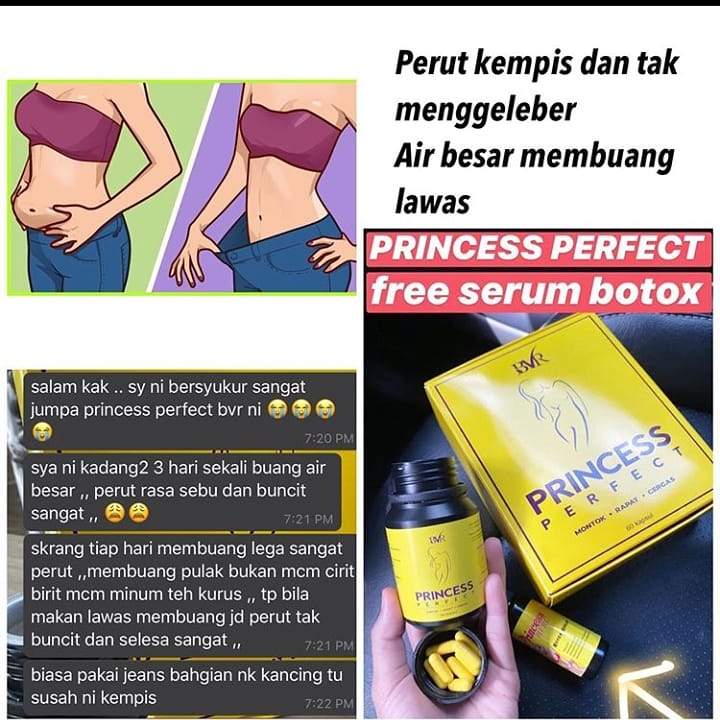 Perut kempis dan tak
menggeleber
Air besar membuang
lawas
PRINCESS PERFECT
free serum botox
salam kak .. sy ni bersyukur sangat
jumpa princess perfect bvr ni 😭😭😭
😭
7:20 PM
sya ni kadang2 3 hari sekali buang air
besar ,, perut rasa sebu dan buncit
sangat ,, 😩😩
7:21 PM
skrang tiap hari membuang lega sangat
perut ,,membuang pulak bukan mcm cirit
birit mcm minum teh kurus ,, tp bila
makan lawas membuang jd perut tak
buncit dan selesa sangat ,,
7:21 PM
biasa pakai jeans bahgian nk kancing tu
susah ni kempis
7:22 PM
BVR
PRINCESS
PERFECT
MONTOK • RAPAT • CERGAS
60 kapsul
BVR
PRINCESS
PERFECT